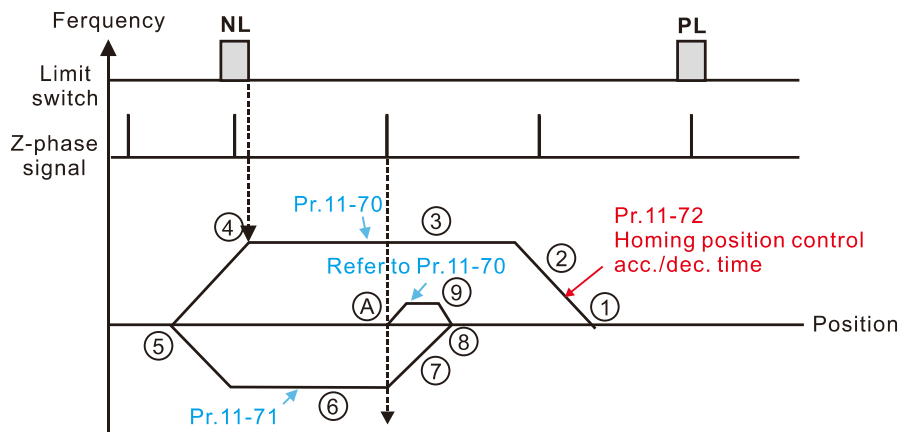 Ferquency
NL
PL
Limit
switch
Z-phase
signal
Pr.11-70
Pr.11-72
Homing position control
acc./dec. time
④
③
②
Refer to Pr.11-70
Ⓐ
⑨
①
Position
⑤
⑧
⑦
⑥
Pr.11-71